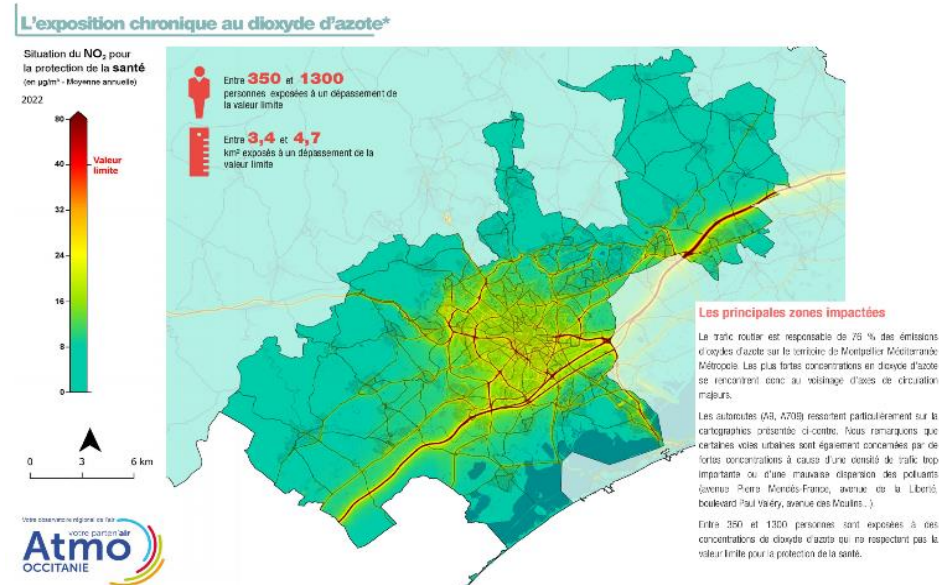 L'exposition chronique au dioxyde d'azote*
Situation du NO₂ pour
la protection de la santé
(en µg/m³ - Moyenne annuelle)
2022
80
40
Valeur
limite
32
24
16
8
0
0 3 6 km
Entre 350 et 1300
personnes exposées à un dépassement de
la valeur limite
Entre 3,4 et 4,7
km² exposés à un dépassement de la
valeur limite
Les principales zones impactées
Le trafic routier est responsable de 76 % des émissions
d'oxydes d'azote sur le territoire de Montpellier Méditerranée
Métropole. Les plus fortes concentrations en dioxyde d'azote
se rencontrent donc au voisinage d'axes de circulation
majeurs.
Les autoroutes (A9, A709) ressortent particulièrement sur la
cartographies présentée ci-contre. Nous remarquons que
certaines voies urbaines sont également concernées par de
fortes concentrations à cause d'une densité de trafic trop
importante ou d'une mauvaise dispersion des polluants
(avenue Pierre Mendès-France, avenue de la Liberté,
boulevard Paul Valéry, avenue des Moulins...)
Entre 350 et 1300 personnes sont exposées à des
concentrations de dioxyde d'azote qui ne respectent pas la
valeur limite pour la protection de la santé.
Votre observatoire régional de l'air
votre parten'air
Atmo
OCCITANIE